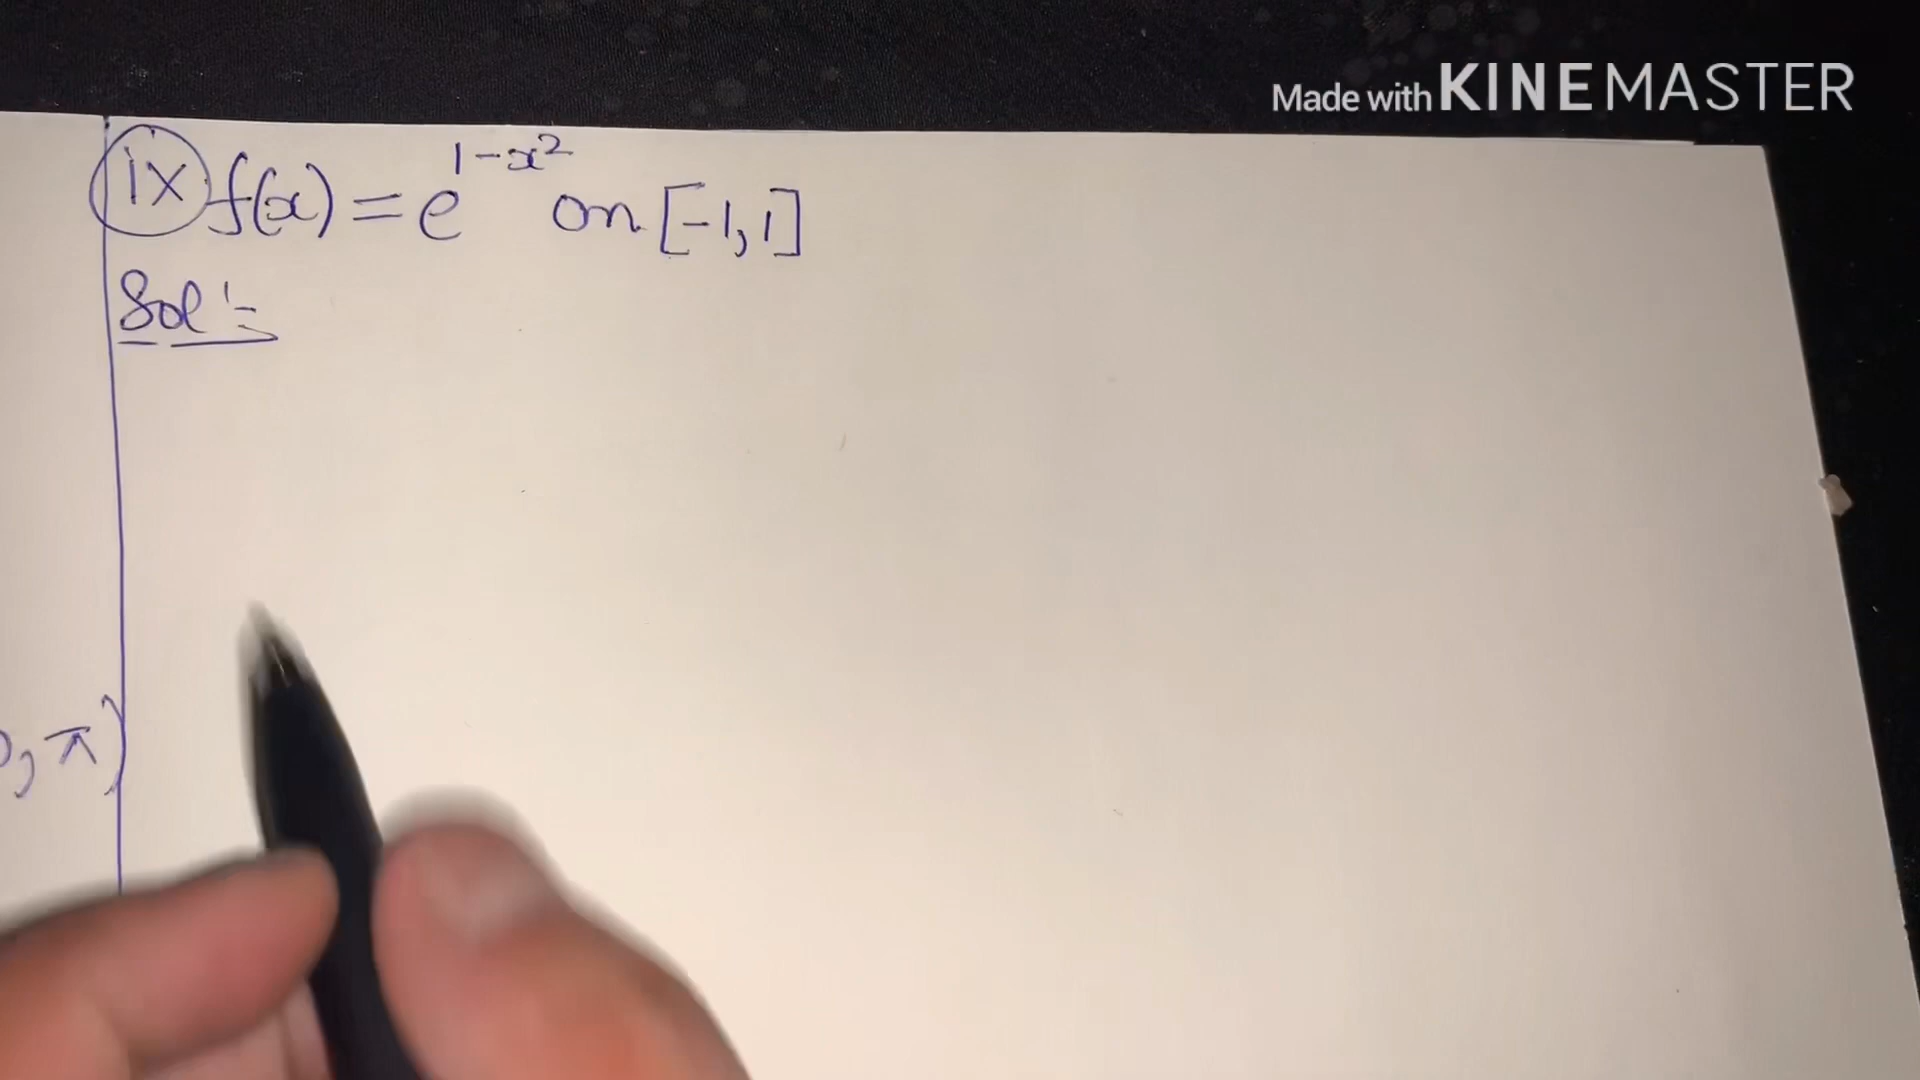 Made with KINEMASTER
ix f(x) = e^{1-x²} on [-1,1]
Sol:=
, π)